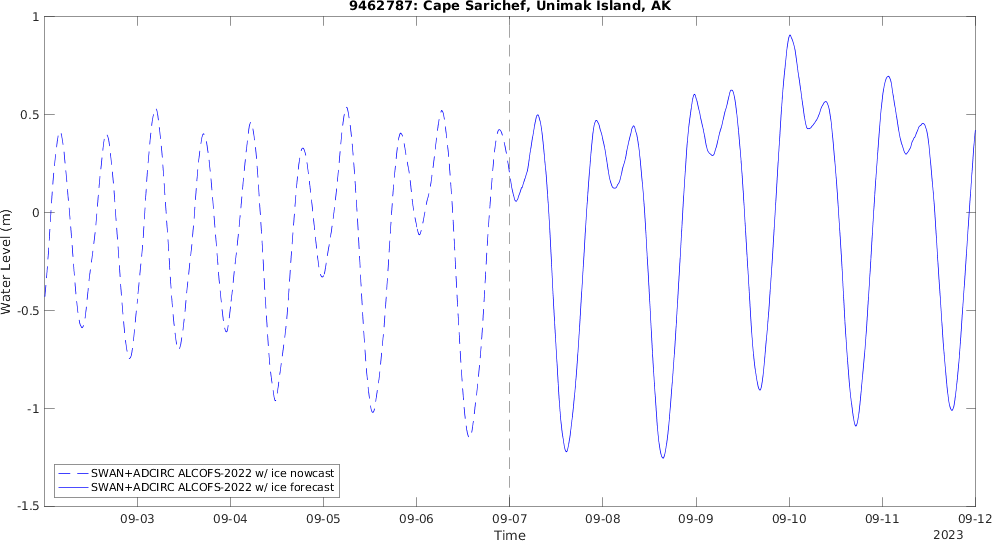 9462787: Cape Sarichef, Unimak Island, AK
1
0.5
0
-0.5
-1
-1.5
Water Level (m)
SWAN+ADCIRC ALCOFS-2022 w/ ice nowcast
SWAN+ADCIRC ALCOFS-2022 w/ ice forecast
09-03 09-04 09-05 09-06 09-07 09-08 09-09 09-10 09-11 09-12
Time
2023